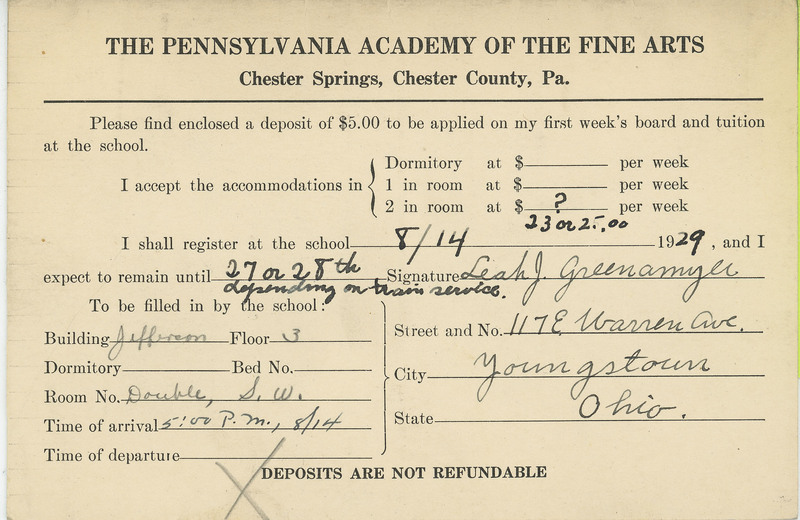 THE PENNSYLVANIA ACADEMY OF THE FINE ARTS
Chester Springs, Chester County, Pa.
Please find enclosed a deposit of $5.00 to be applied on my first week's board and tuition
at the school.
I accept the accommodations in
Dormitory at $ per week
1 in room at $ per week
2 in room at $ ? per week
23 or 25,00
I shall register at the school 8/14 1929, and I
expect to remain until 27 or 28th Signature Leah J. Greenamyer
depending on train service.
To be filled in by the school:
Building Jefferson Floor 3
Dormitory Bed No.
Room No. Double, S. W.
Time of arrival 5:00 P.M., 8/14
Time of departure
Street and No. 117 E Warren Ave.
City Youngstown
State Ohio.
DEPOSITS ARE NOT REFUNDABLE